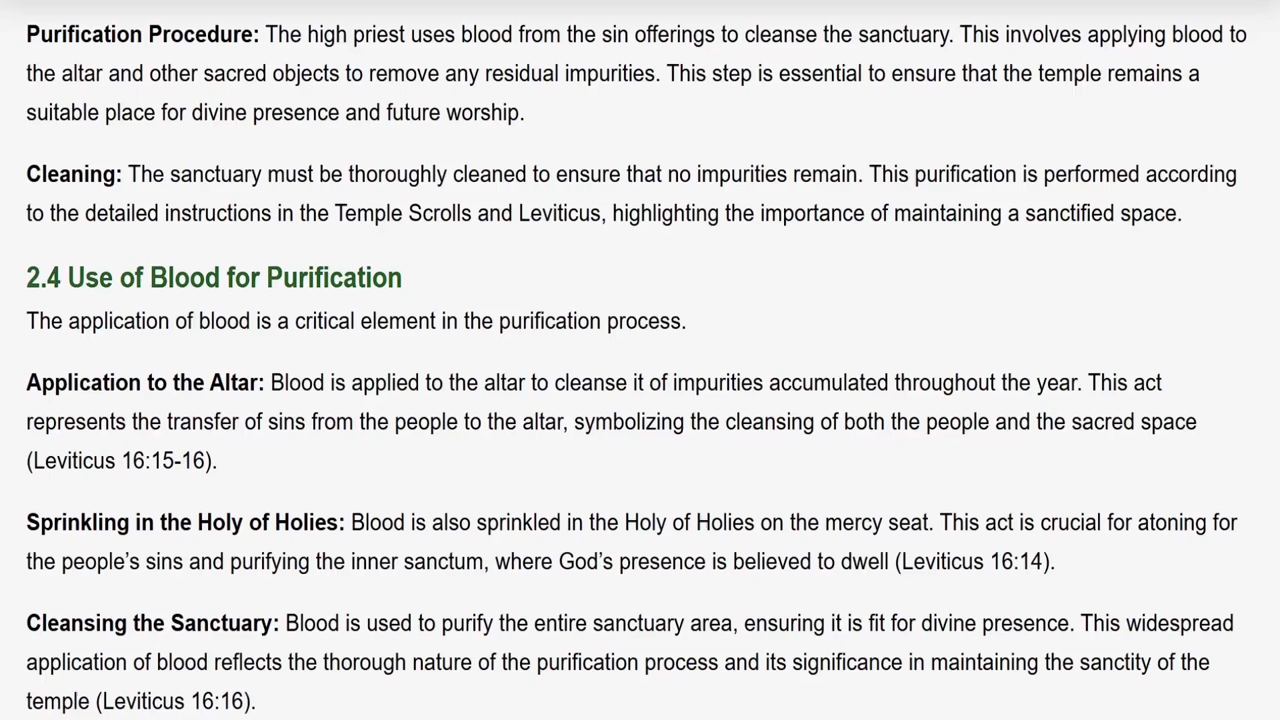 Purification Procedure: The high priest uses blood from the sin offerings to cleanse the sanctuary. This involves applying blood to
the altar and other sacred objects to remove any residual impurities. This step is essential to ensure that the temple remains a
suitable place for divine presence and future worship.
Cleaning: The sanctuary must be thoroughly cleaned to ensure that no impurities remain. This purification is performed according
to the detailed instructions in the Temple Scrolls and Leviticus, highlighting the importance of maintaining a sanctified space.
2.4 Use of Blood for Purification
The application of blood is a critical element in the purification process.
Application to the Altar: Blood is applied to the altar to cleanse it of impurities accumulated throughout the year. This act
represents the transfer of sins from the people to the altar, symbolizing the cleansing of both the people and the sacred space
(Leviticus 16:15-16).
Sprinkling in the Holy of Holies: Blood is also sprinkled in the Holy of Holies on the mercy seat. This act is crucial for atoning for
the people’s sins and purifying the inner sanctum, where God’s presence is believed to dwell (Leviticus 16:14).
Cleansing the Sanctuary: Blood is used to purify the entire sanctuary area, ensuring it is fit for divine presence. This widespread
application of blood reflects the thorough nature of the purification process and its significance in maintaining the sanctity of the
temple (Leviticus 16:16).